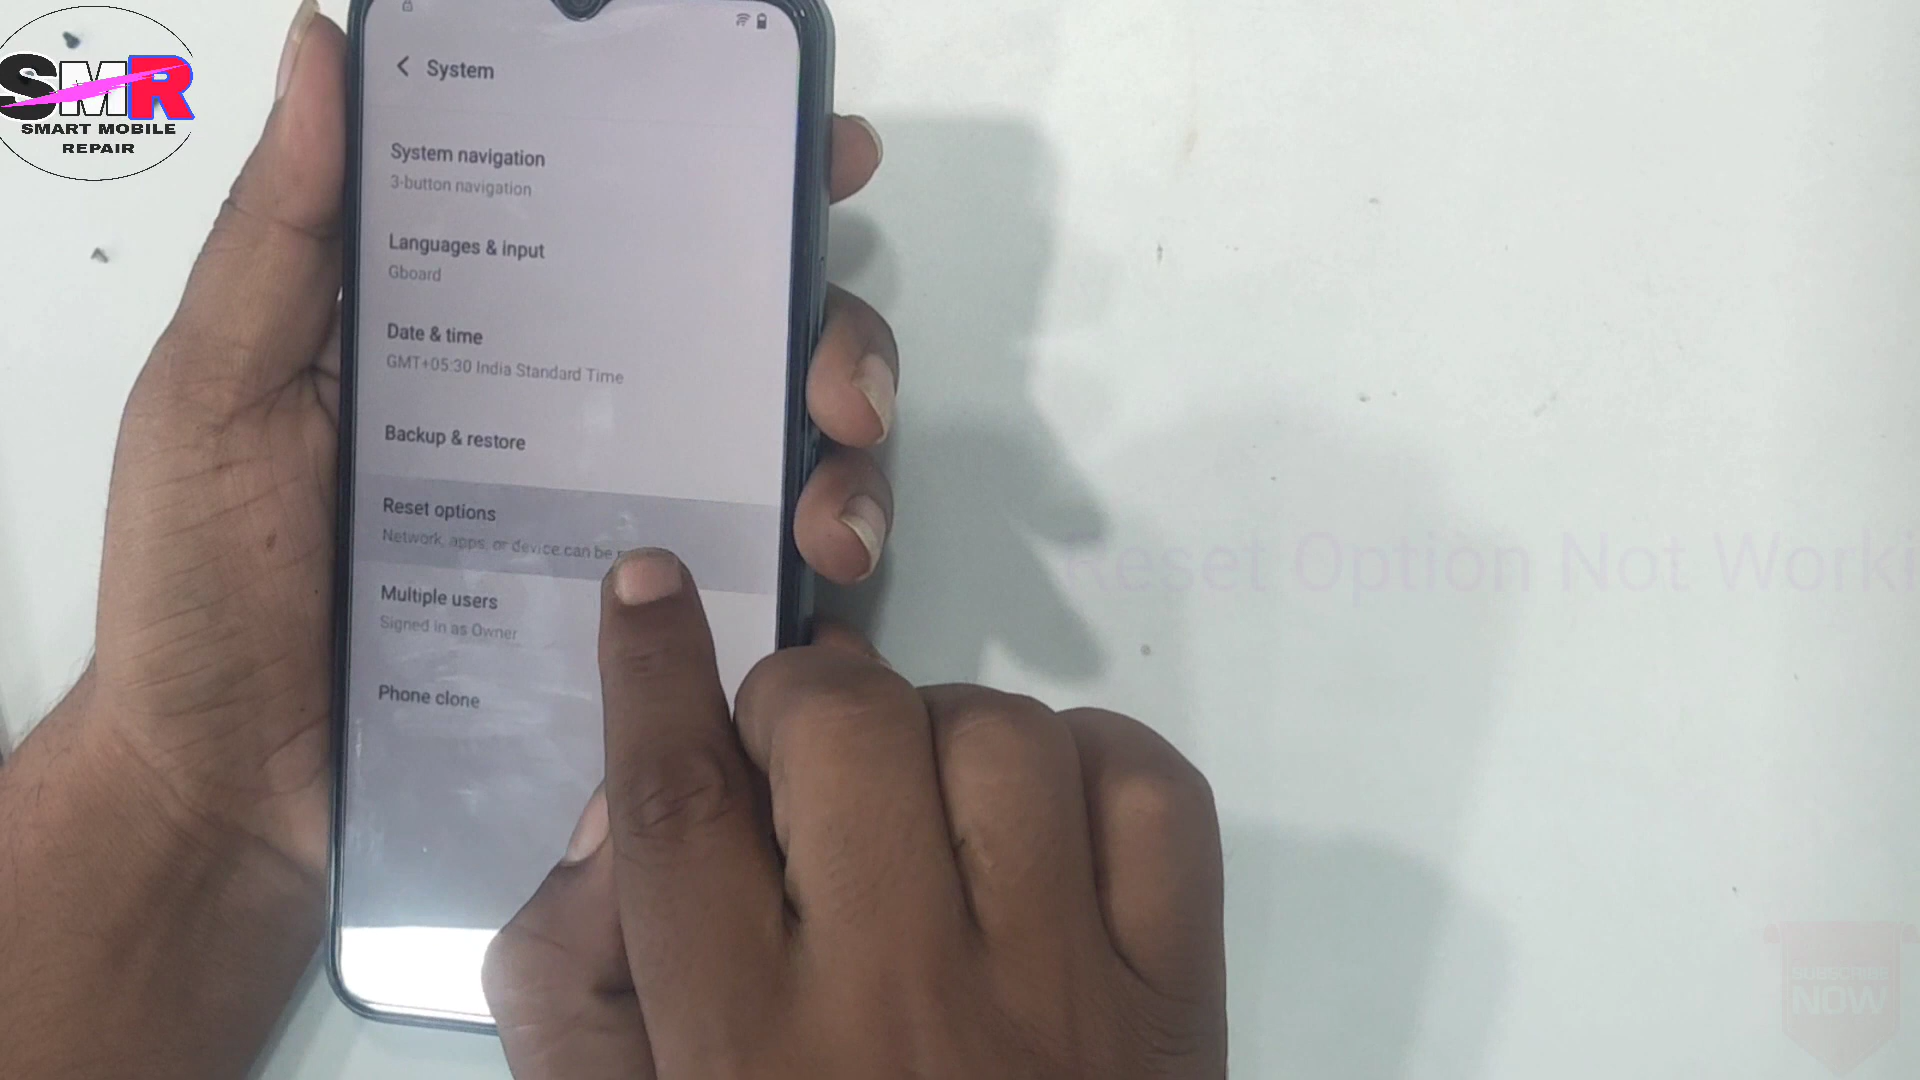 SMR
SMART MOBILE
REPAIR
System
System navigation
3-button navigation
Languages & input
Gboard
Date & time
GMT+05:30 India Standard Time
Backup & restore
Reset options
Network, apps, or device can be
Multiple users
Signed in as Owner
Phone clone
Reset Option Not Worki
SUBSCRIBE
NOW